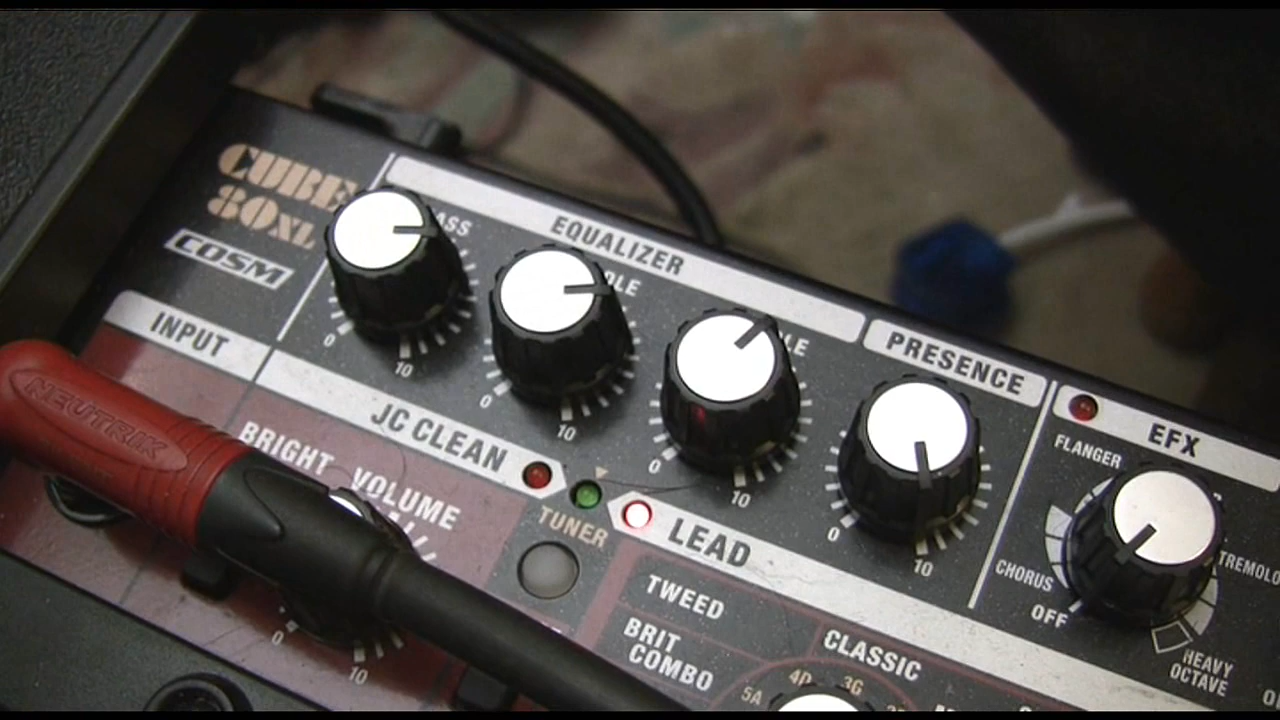 CUBE
80XL
COSM
EQUALIZER
PRESENCE
EFX
INPUT
JC CLEAN
FLANGER
NEUTRIK
BRIGHT VOLUME
TUNER
LEAD
TREMOLO
CHORUS
OFF
TWEED
BRIT
COMBO
CLASSIC
HEAVY
OCTAVE
0
10
0
10
0
10
0
10
0
10
5A
4D
3G